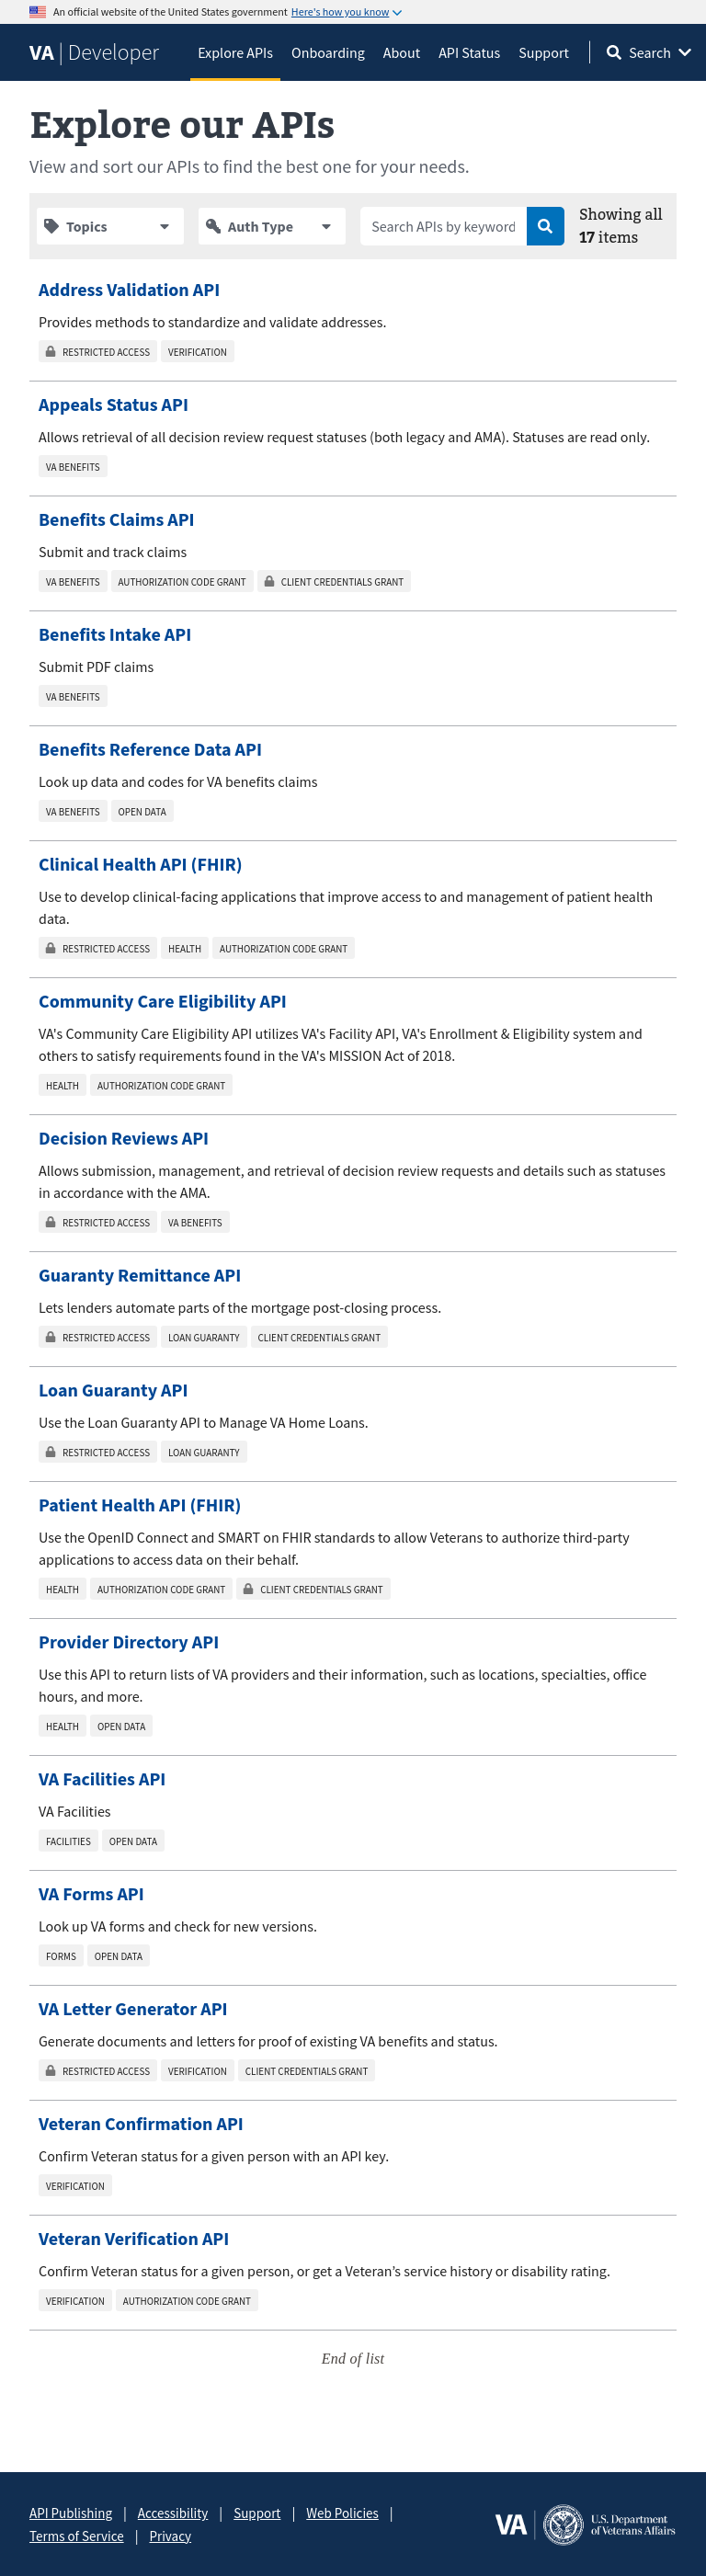 An official website of the United States government Here's how you know
VA | Developer
Explore APIs
Onboarding
About
API Status
Support
Search
Explore our APIs
View and sort our APIs to find the best one for your needs.
Topics
Auth Type
Search APIs by keyword
Showing all
17 items
Address Validation API
Provides methods to standardize and validate addresses.
RESTRICTED ACCESS VERIFICATION
Appeals Status API
Allows retrieval of all decision review request statuses (both legacy and AMA). Statuses are read only.
VA BENEFITS
Benefits Claims API
Submit and track claims
VA BENEFITS AUTHORIZATION CODE GRANT CLIENT CREDENTIALS GRANT
Benefits Intake API
Submit PDF claims
VA BENEFITS
Benefits Reference Data API
Look up data and codes for VA benefits claims
VA BENEFITS OPEN DATA
Clinical Health API (FHIR)
Use to develop clinical-facing applications that improve access to and management of patient health
data.
RESTRICTED ACCESS HEALTH AUTHORIZATION CODE GRANT
Community Care Eligibility API
VA's Community Care Eligibility API utilizes VA's Facility API, VA's Enrollment & Eligibility system and
others to satisfy requirements found in the VA's MISSION Act of 2018.
HEALTH AUTHORIZATION CODE GRANT
Decision Reviews API
Allows submission, management, and retrieval of decision review requests and details such as statuses
in accordance with the AMA.
RESTRICTED ACCESS VA BENEFITS
Guaranty Remittance API
Lets lenders automate parts of the mortgage post-closing process.
RESTRICTED ACCESS LOAN GUARANTY CLIENT CREDENTIALS GRANT
Loan Guaranty API
Use the Loan Guaranty API to Manage VA Home Loans.
RESTRICTED ACCESS LOAN GUARANTY
Patient Health API (FHIR)
Use the OpenID Connect and SMART on FHIR standards to allow Veterans to authorize third-party
applications to access data on their behalf.
HEALTH AUTHORIZATION CODE GRANT CLIENT CREDENTIALS GRANT
Provider Directory API
Use this API to return lists of VA providers and their information, such as locations, specialties, office
hours, and more.
HEALTH OPEN DATA
VA Facilities API
VA Facilities
FACILITIES OPEN DATA
VA Forms API
Look up VA forms and check for new versions.
FORMS OPEN DATA
VA Letter Generator API
Generate documents and letters for proof of existing VA benefits and status.
RESTRICTED ACCESS VERIFICATION CLIENT CREDENTIALS GRANT
Veteran Confirmation API
Confirm Veteran status for a given person with an API key.
VERIFICATION
Veteran Verification API
Confirm Veteran status for a given person, or get a Veteran’s service history or disability rating.
VERIFICATION AUTHORIZATION CODE GRANT
End of list
API Publishing | Accessibility | Support | Web Policies |
Terms of Service | Privacy
VA
U.S. Department
of Veterans Affairs